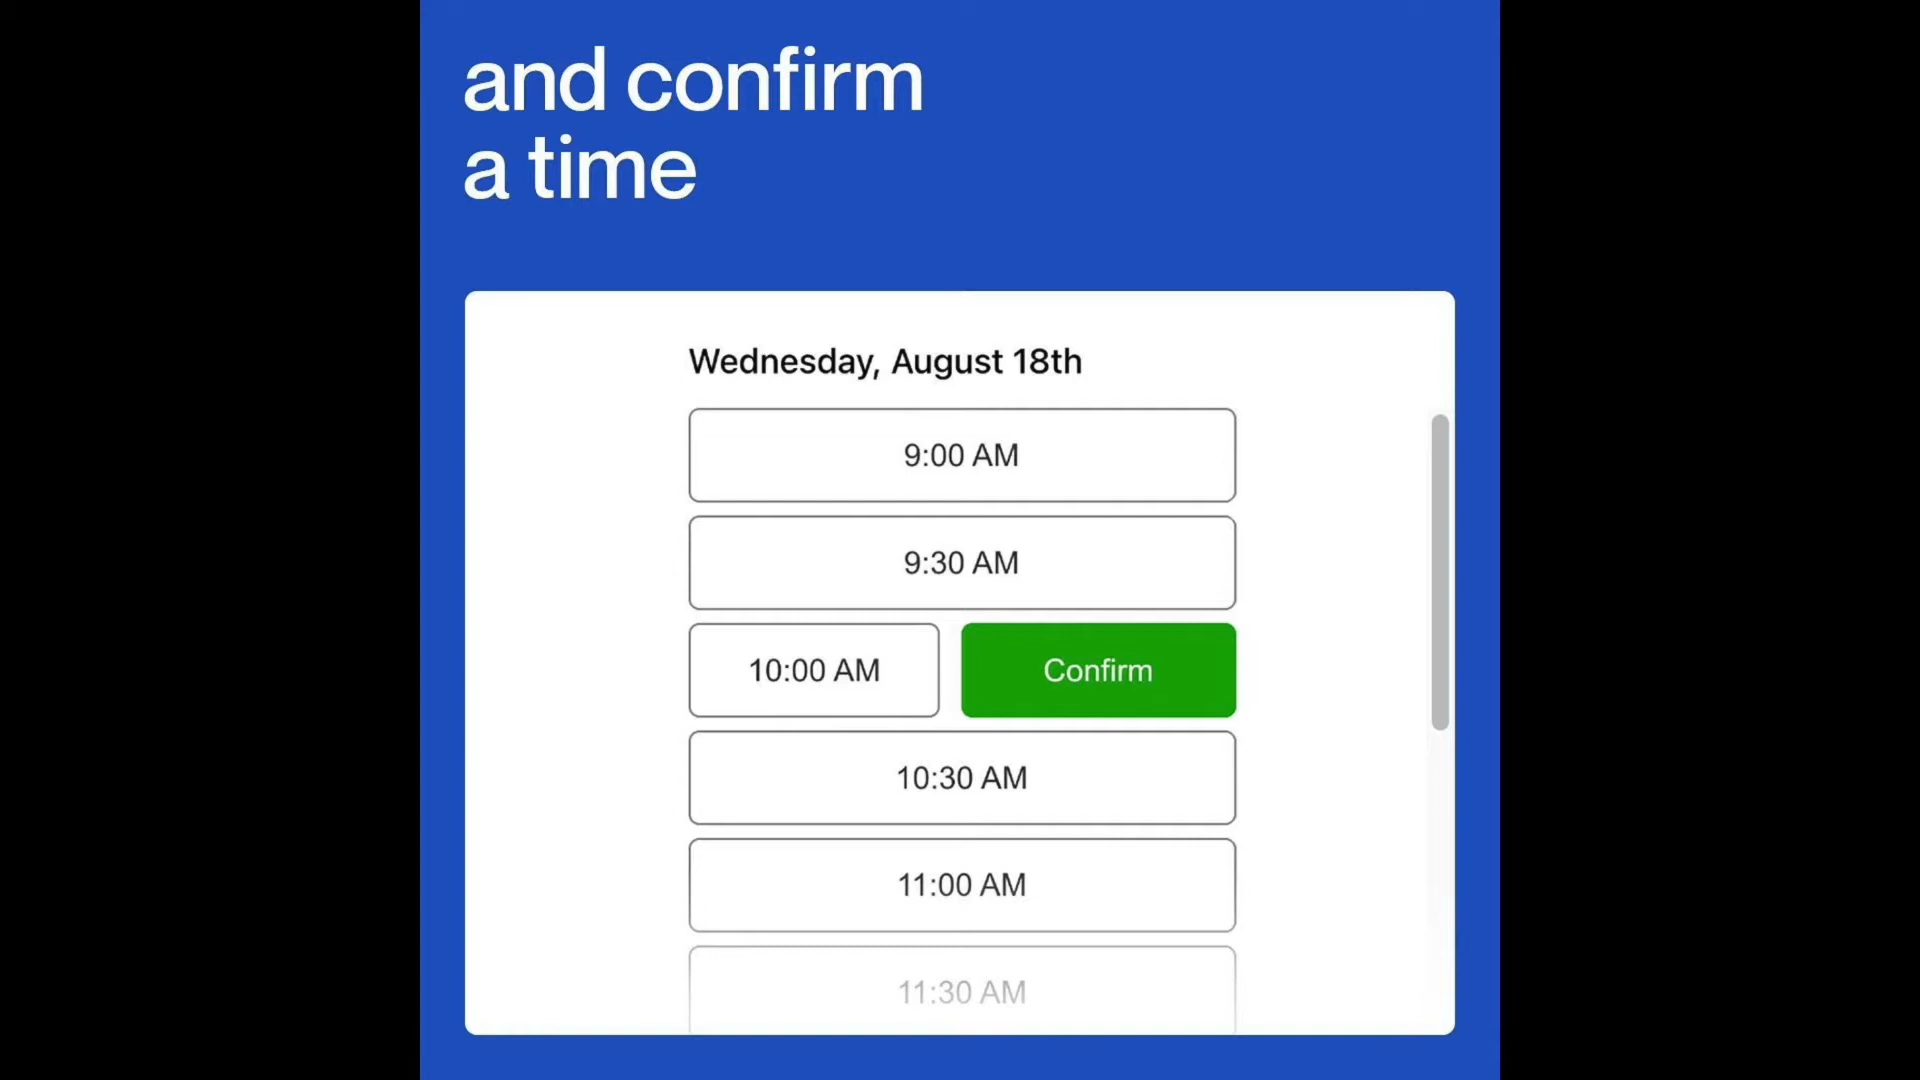 and confirm
a time
Wednesday, August 18th
9:00 AM
9:30 AM
10:00 AM Confirm
10:30 AM
11:00 AM
11:30 AM